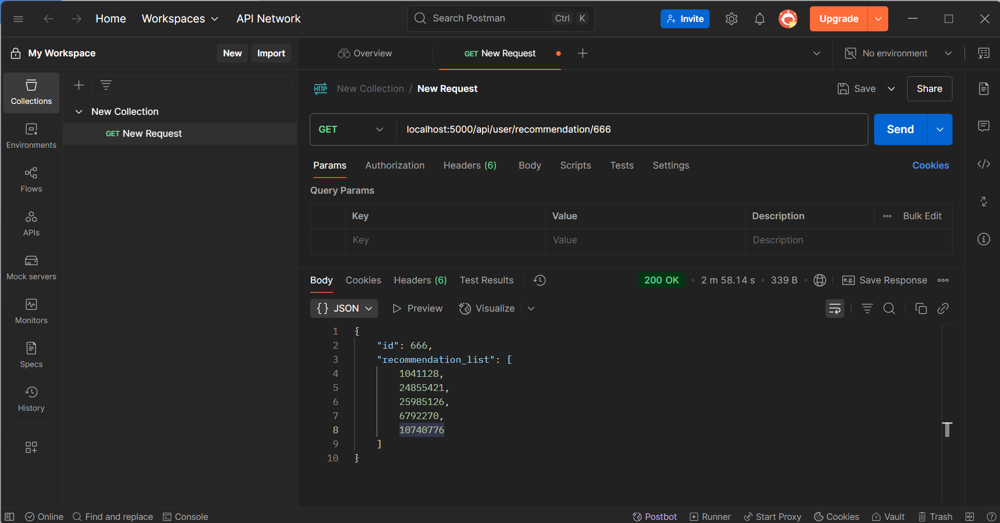 Home Workspaces API Network Search Postman Ctrl K Invite Upgrade
My Workspace New Import Overview GET New Request No environment
Collections
Environments
Flows
APIs
Mock servers
Monitors
Specs
History
New Collection
GET New Request
HTTP New Collection / New Request Save Share
GET localhost:5000/api/user/recommendation/666 Send
Params Authorization Headers (6) Body Scripts Tests Settings Cookies
Query Params
Key Value Description Bulk Edit
Key Value Description
Body Cookies Headers (6) Test Results 200 OK • 2 m 58.14 s • 339 B • e.g. Save Response
{} JSON Preview Visualize
1 {
2 "id": 666,
3 "recommendation_list": [
4 1041128,
5 24855421,
6 25985126,
7 6792270,
8 10740776
9 ]
10 }
Online Find and replace Console Postbot Runner Start Proxy Cookies Vault Trash